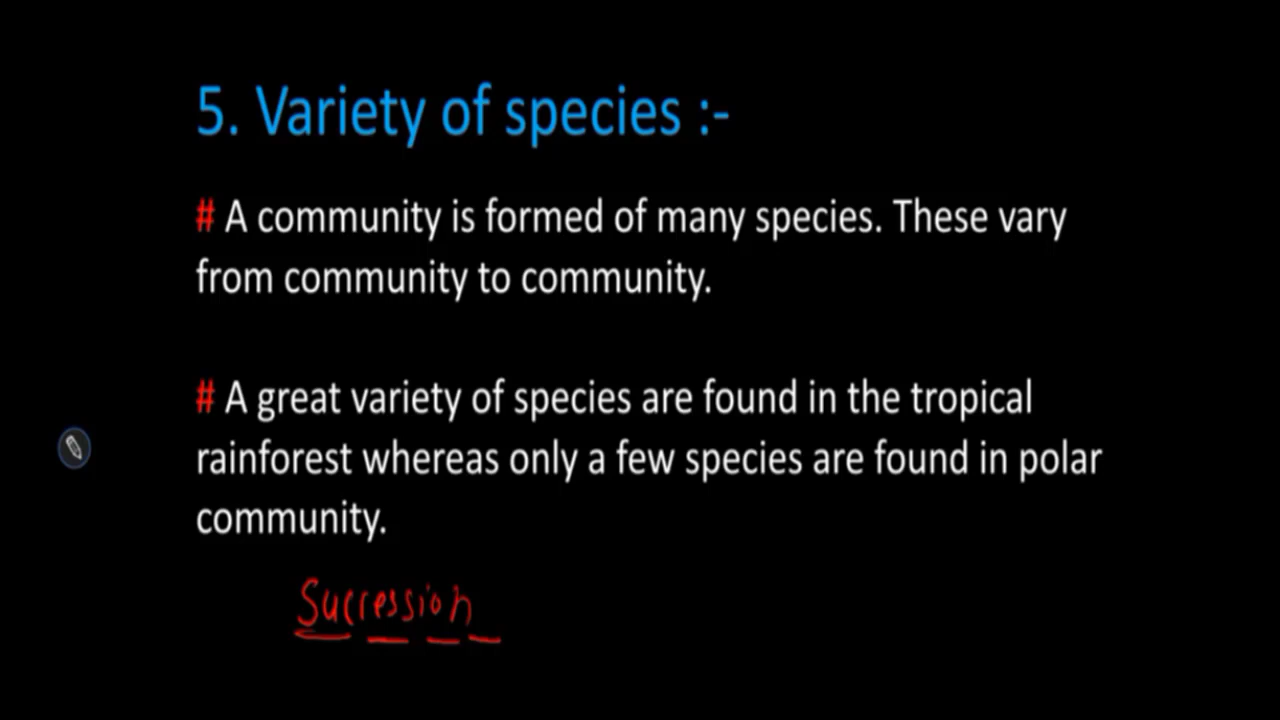 5. Variety of species :-
# A community is formed of many species. These vary
from community to community.
# A great variety of species are found in the tropical
rainforest whereas only a few species are found in polar
community.
Succession